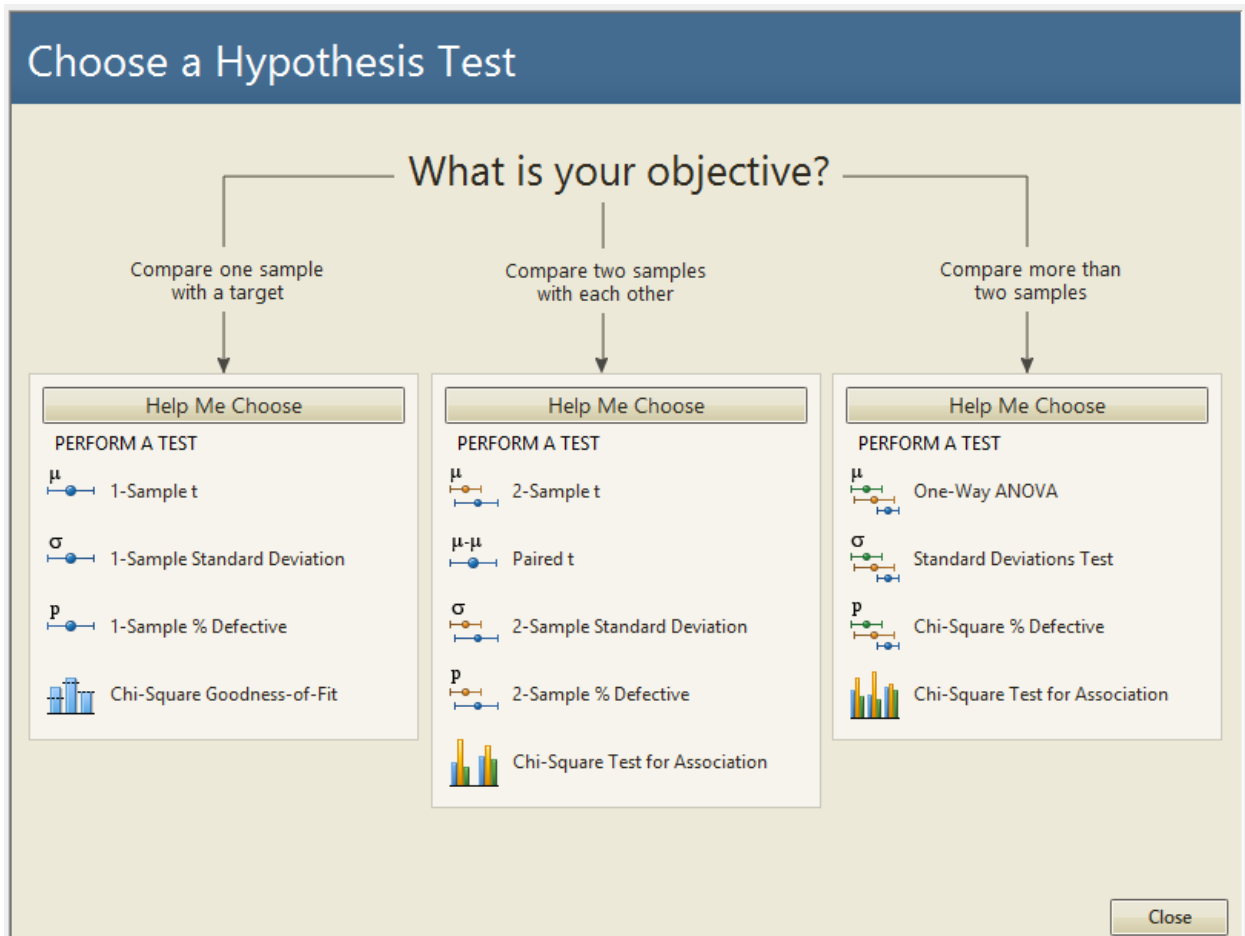 Choose a Hypothesis Test
What is your objective?
Compare one sample
with a target
Compare two samples
with each other
Compare more than
two samples
Help Me Choose
PERFORM A TEST
μ
1-Sample t
σ
1-Sample Standard Deviation
p
1-Sample % Defective
Chi-Square Goodness-of-Fit
Help Me Choose
PERFORM A TEST
μ
2-Sample t
μ-μ
Paired t
σ
2-Sample Standard Deviation
p
2-Sample % Defective
Chi-Square Test for Association
Help Me Choose
PERFORM A TEST
μ
One-Way ANOVA
σ
Standard Deviations Test
p
Chi-Square % Defective
Chi-Square Test for Association
Close